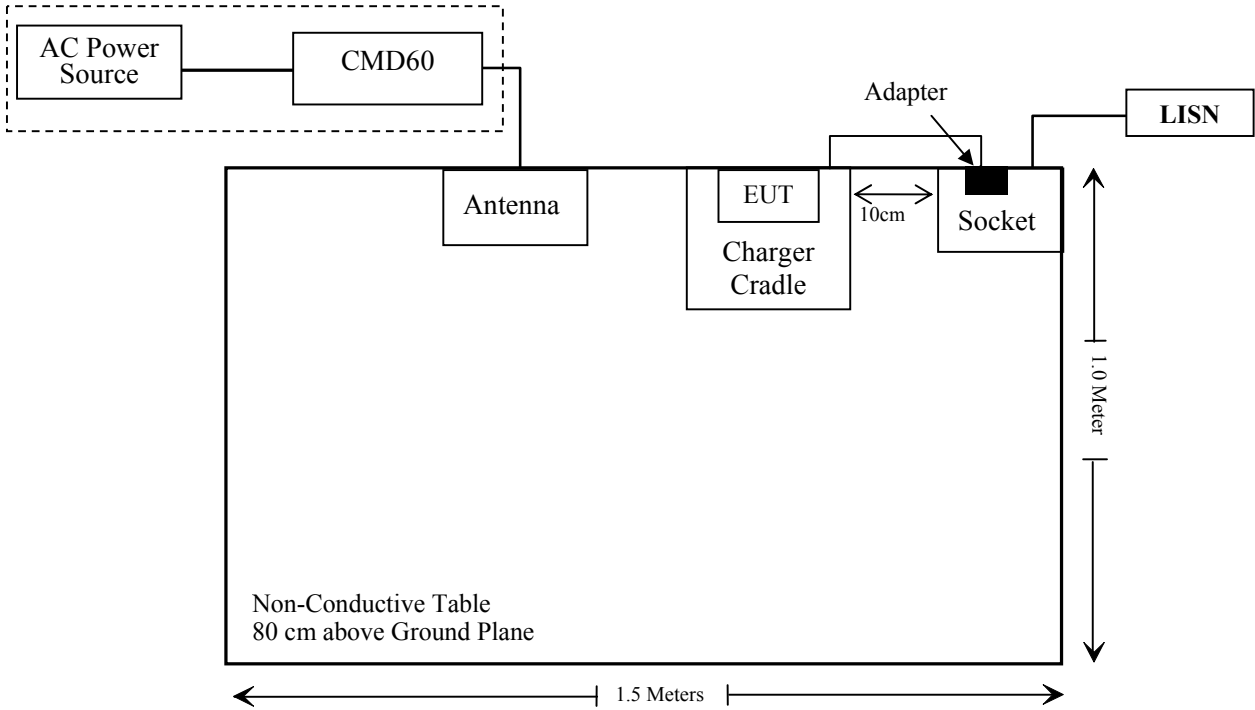 AC Power
Source
CMD60
Adapter
LISN
Antenna
EUT
10cm
Socket
Charger
Cradle
1.0 Meter
Non-Conductive Table
80 cm above Ground Plane
1.5 Meters